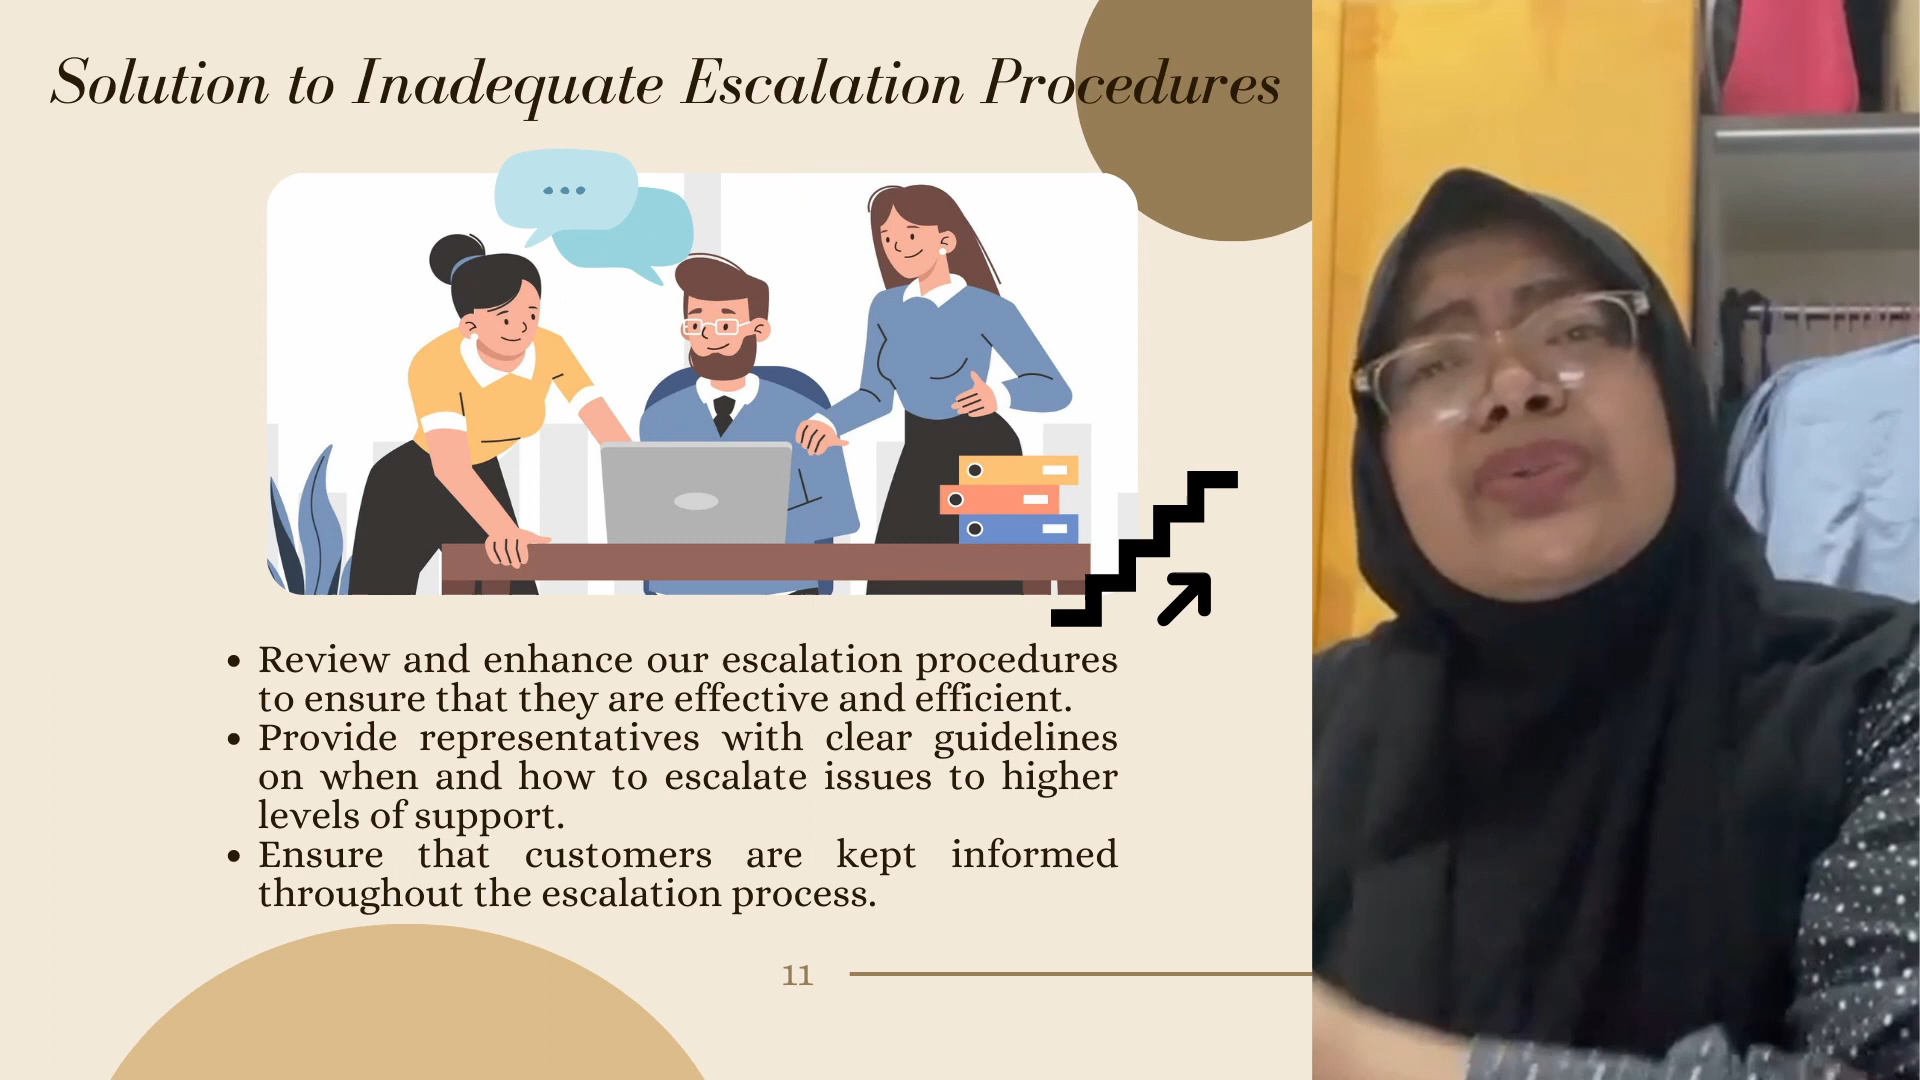 Solution to Inadequate Escalation Procedures
• Review and enhance our escalation procedures
to ensure that they are effective and efficient.
• Provide representatives with clear guidelines
on when and how to escalate issues to higher
levels of support.
• Ensure that customers are kept informed
throughout the escalation process.
11